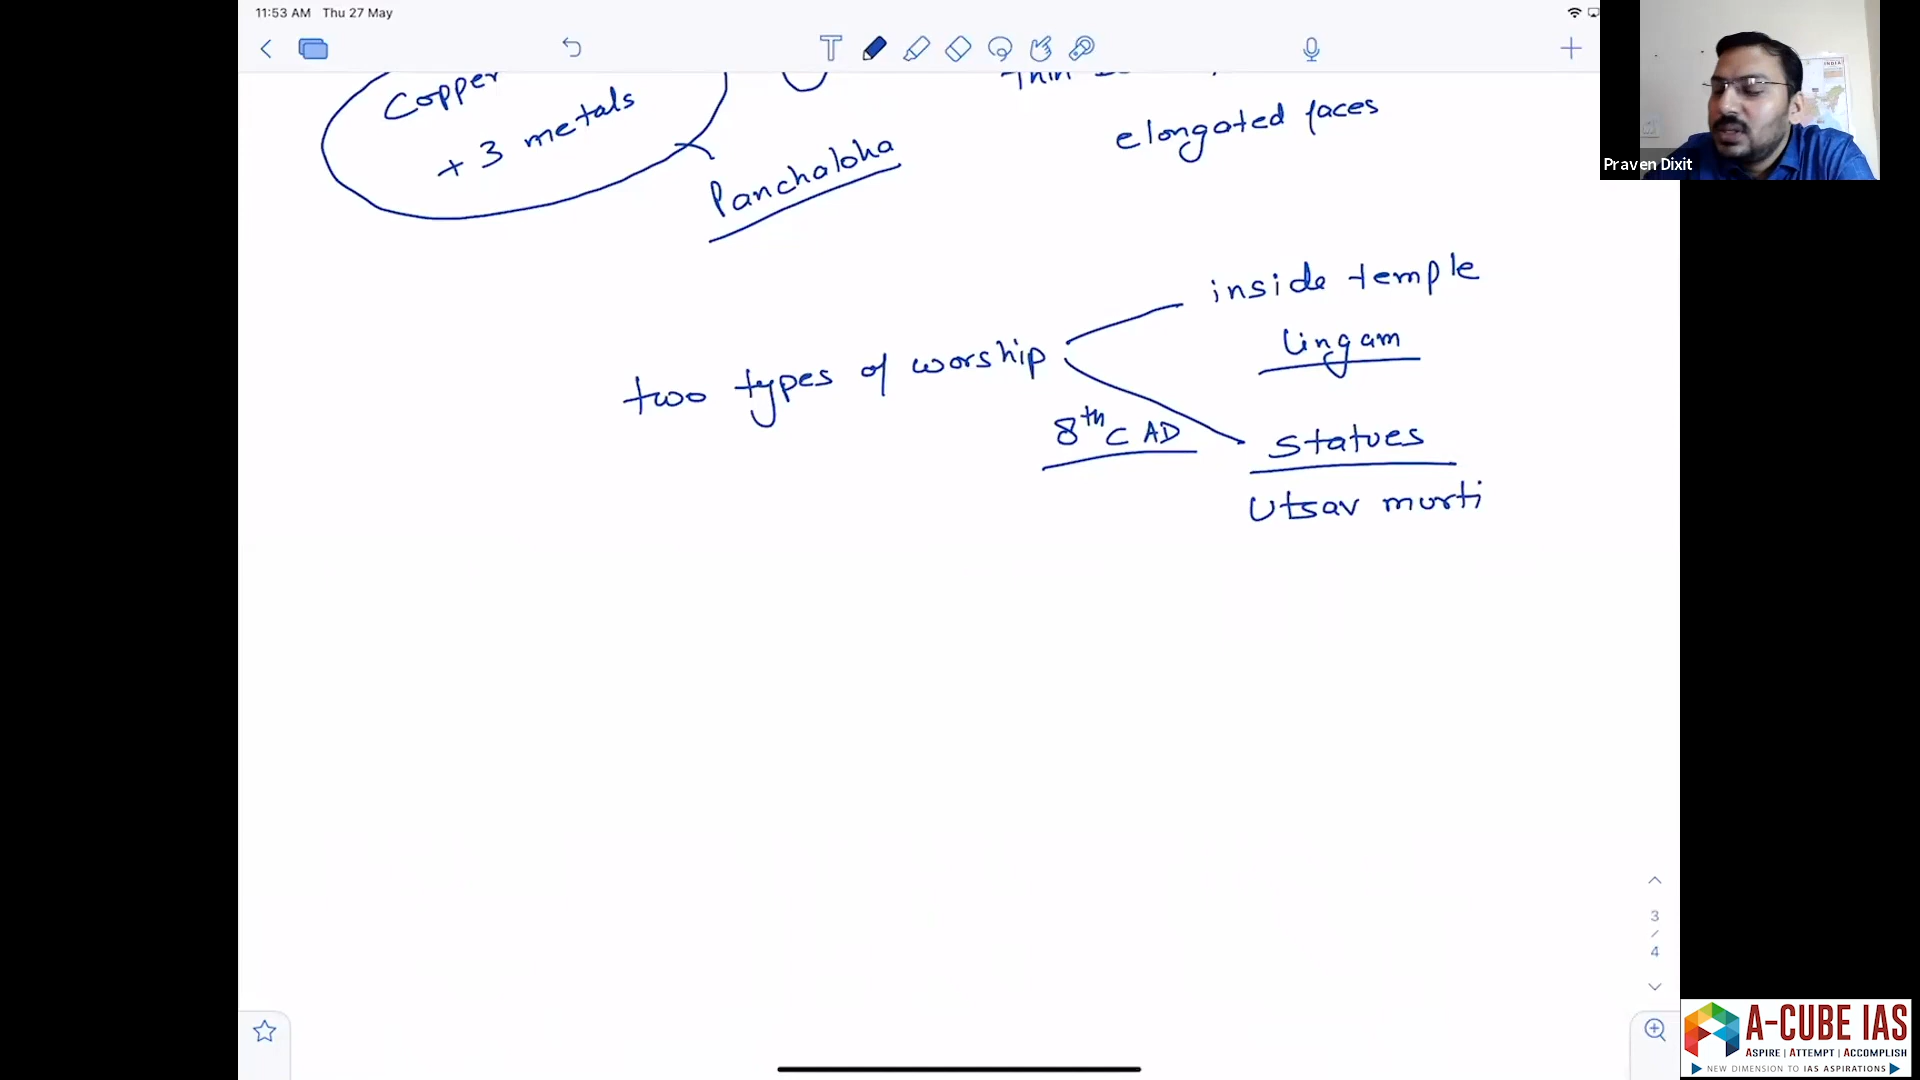 11:53 AM Thu 27 May
T
Copper
+ 3 metals
Panchaloha
Thin
elongated faces
Praven Dixit
INDIA
two types of worship
inside temple
Lingam
8th C AD
Statues
Utsav murti
3
/
4
A-CUBE IAS
ASPIRE | ATTEMPT | ACCOMPLISH
NEW DIMENSION TO IAS ASPIRATIONS